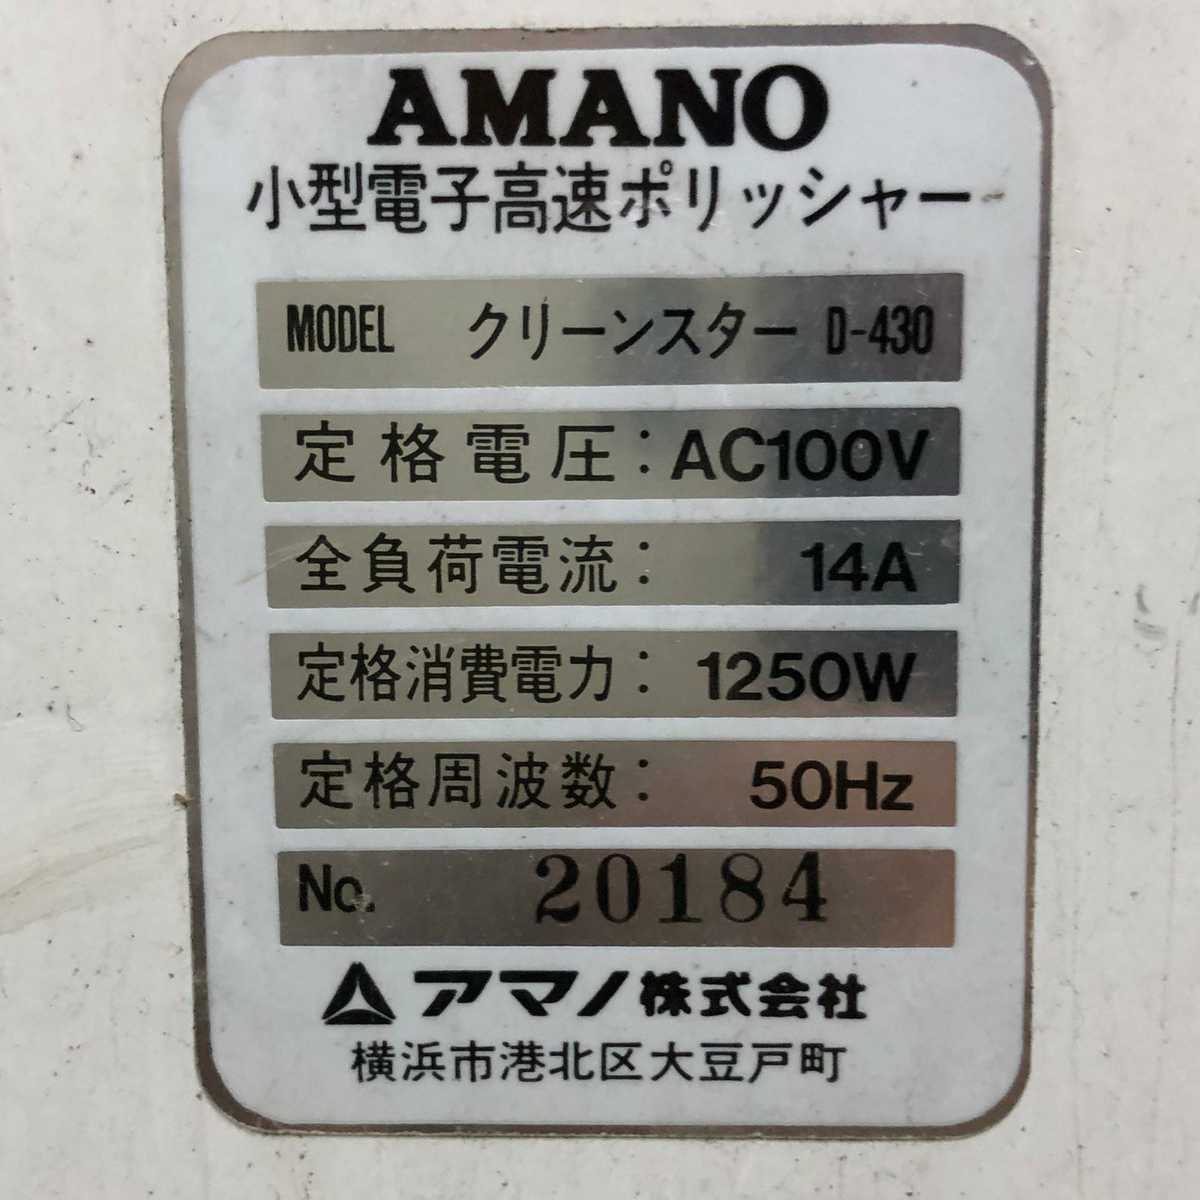 AMANO
小型電子高速ポリッシャー
MODEL クリーンスター D-430
定格電圧：AC100V
全負荷電流：14A
定格消費電力：1250W
定格周波数：50Hz
No. 20184
アマノ株式会社
横浜市港北区大豆戸町